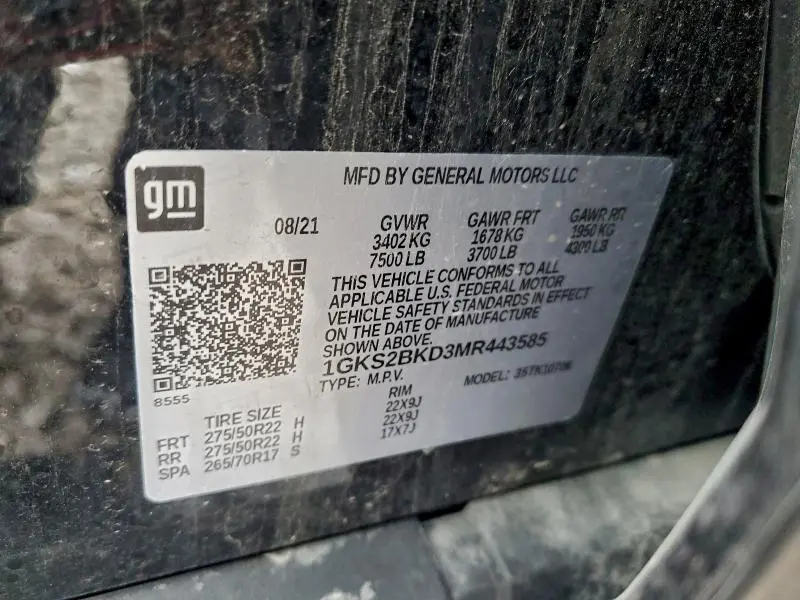 gm
MFD BY GENERAL MOTORS LLC
08/21
GVWR GAWR FRT GAWR RR
3402 KG 1678 KG 1950 KG
7500 LB 3700 LB 4300 LB
THIS VEHICLE CONFORMS TO ALL
APPLICABLE U.S. FEDERAL MOTOR
VEHICLE SAFETY STANDARDS IN EFFECT
ON THE DATE OF MANUFACTURE
SHOWN ABOVE.
1GKS2BKD3MR443585
TYPE: M.P.V. MODEL:
8555
TIRE SIZE RIM
FRT 275/50R22 H 22X9J
RR 275/50R22 H 22X9J
SPA 265/70R17 S 17X7J